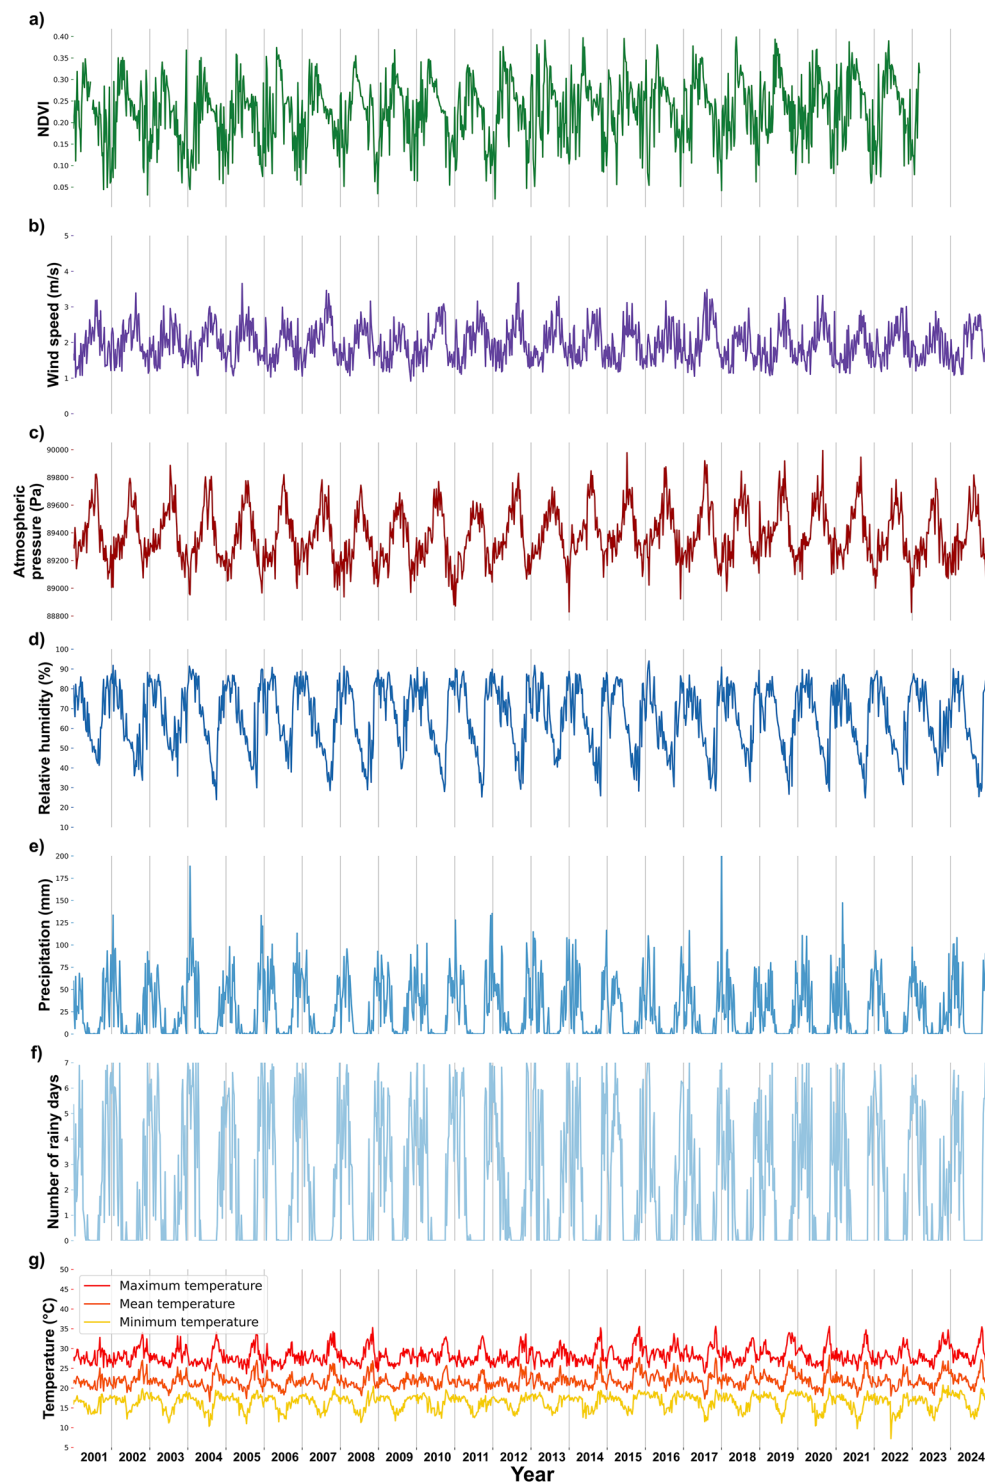 a)
NDVI
0.40
0.35
0.30
0.25
0.20
0.15
0.10
0.05
b)
Wind speed (m/s)
5
4
3
2
1
0
c)
Atmospheric
pressure (Pa)
90000
89800
89600
89400
89200
89000
88800
d)
Relative humidity (%)
100
90
80
70
60
50
40
30
20
10
e)
Precipitation (mm)
200
175
150
125
100
75
50
25
0
f)
Number of rainy days
7
6
5
4
3
2
1
0
g)
Temperature (°C)
50
45
40
35
30
25
20
15
10
5
Maximum temperature
Mean temperature
Minimum temperature
2001 2002 2003 2004 2005 2006 2007 2008 2009 2010 2011 2012 2013 2014 2015 2016 2017 2018 2019 2020 2021 2022 2023 2024
Year